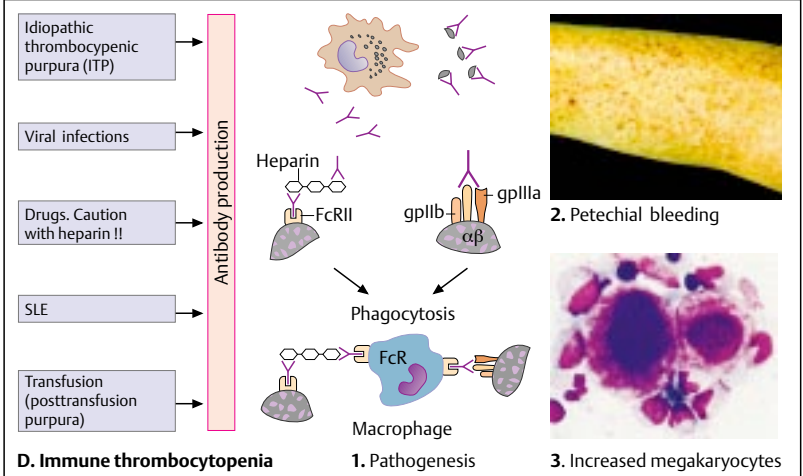 Idiopathic
thrombocypenic
purpura (ITP)
Viral infections
Drugs. Caution
with heparin !!
SLE
Transfusion
(posttransfusion
purpura)
Antibody production
Heparin
FcRII
gpIIb
gpIIIa
αβ
Phagocytosis
FcR
Macrophage
2. Petechial bleeding
D. Immune thrombocytopenia
1. Pathogenesis
3. Increased megakaryocytes